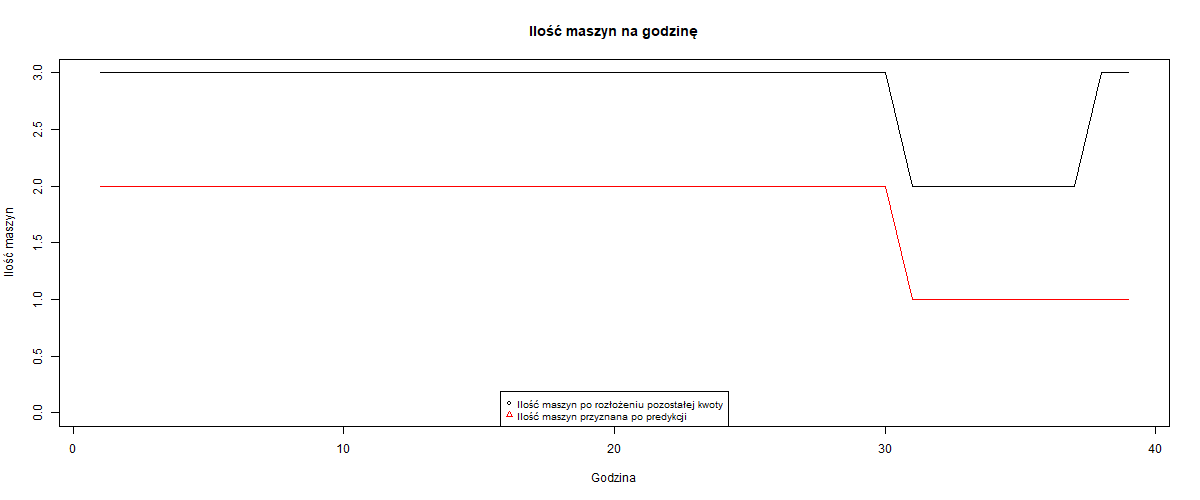 Ilość maszyn na godzinę
Ilość maszyn
3.0
2.5
2.0
1.5
1.0
0.5
0.0
Ilość maszyn po rozłożeniu pozostałej kwoty
Ilość maszyn przyznana po predykcji
0 10 20 30 40
Godzina